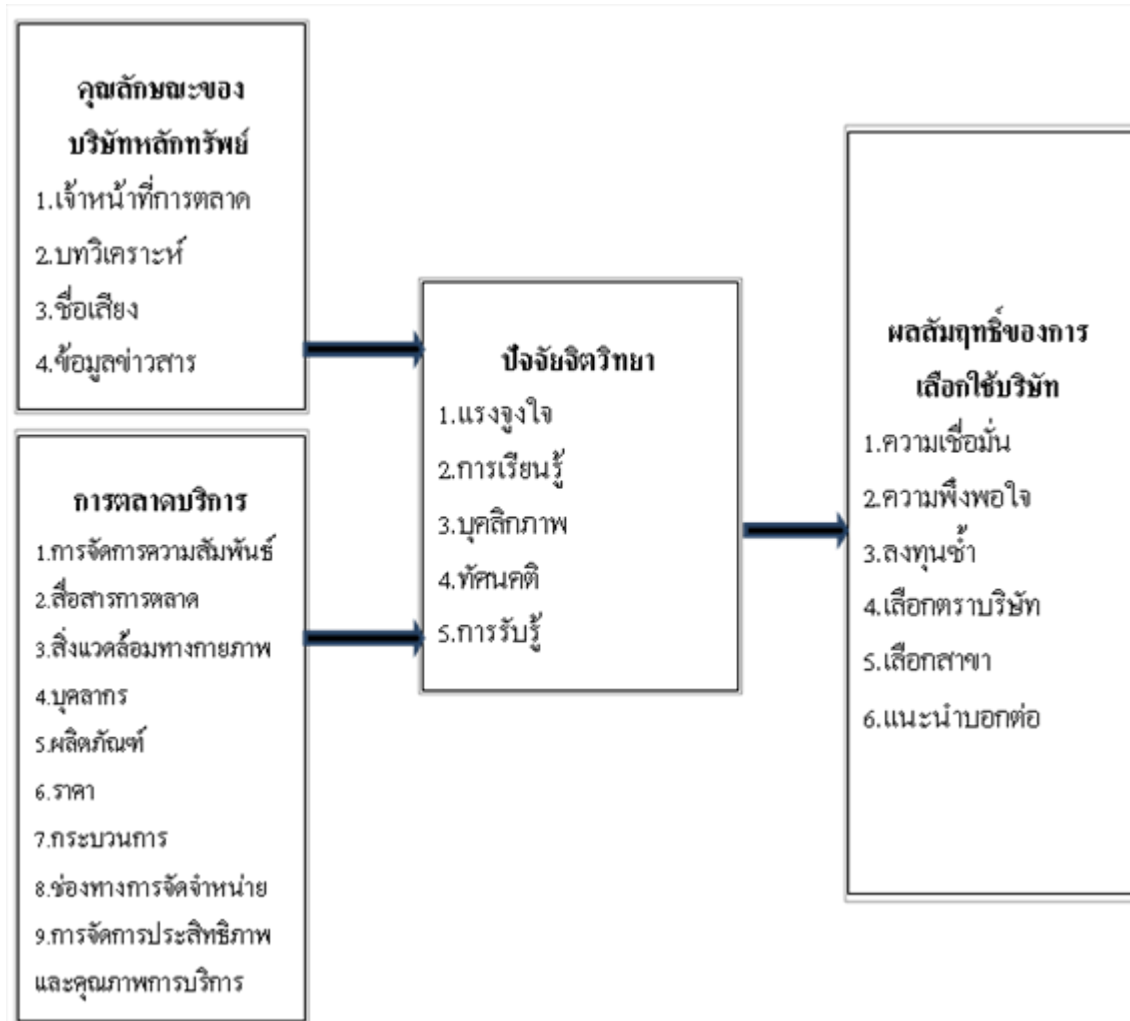 คุณลักษณะของ
บริษัทหลักทรัพย์
1.เจ้าหน้าที่การตลาด
2.บทวิเคราะห์
3.ชื่อเสียง
4.ข้อมูลข่าวสาร
การตลาดบริการ
1.การจัดการความสัมพันธ์
2.สื่อสารการตลาด
3.สิ่งแวดล้อมทางกายภาพ
4.บุคลากร
5.ผลิตภัณฑ์
6.ราคา
7.กระบวนการ
8.ช่องทางการจัดจำหน่าย
9.การจัดการประสิทธิภาพ
และคุณภาพการบริการ
ปัจจัยจิตวิทยา
1.แรงจูงใจ
2.การเรียนรู้
3.บุคลิกภาพ
4.ทัศนคติ
5.การรับรู้
ผลสัมฤทธิ์ของการ
เลือกใช้บริษัท
1.ความเชื่อมั่น
2.ความพึงพอใจ
3.ลงทุนซ้ำ
4.เลือกตราบริษัท
5.เลือกสาขา
6.แนะนำบอกต่อ